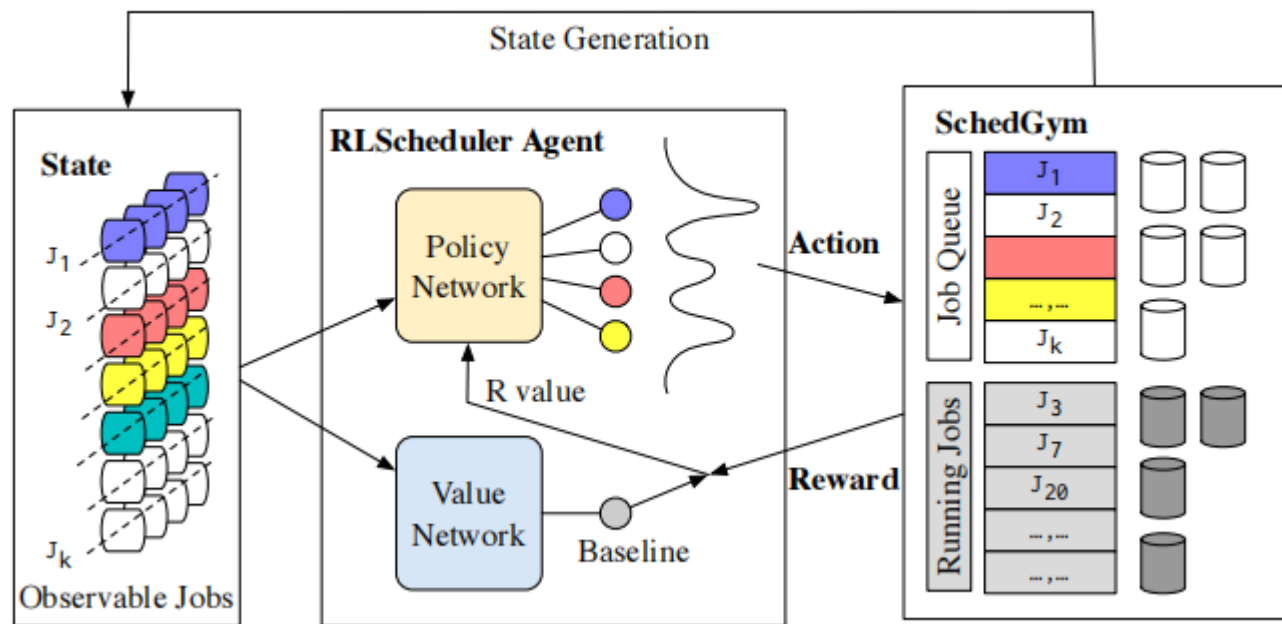 State Generation
State
J1
J2
Jk
Observable Jobs
RLScheduler Agent
Policy
Network
R value
Value
Network
Baseline
Action
Reward
SchedGym
Job Queue
J1
J2
...,...
Jk
Running Jobs
J3
J7
J20
...,...
...,...